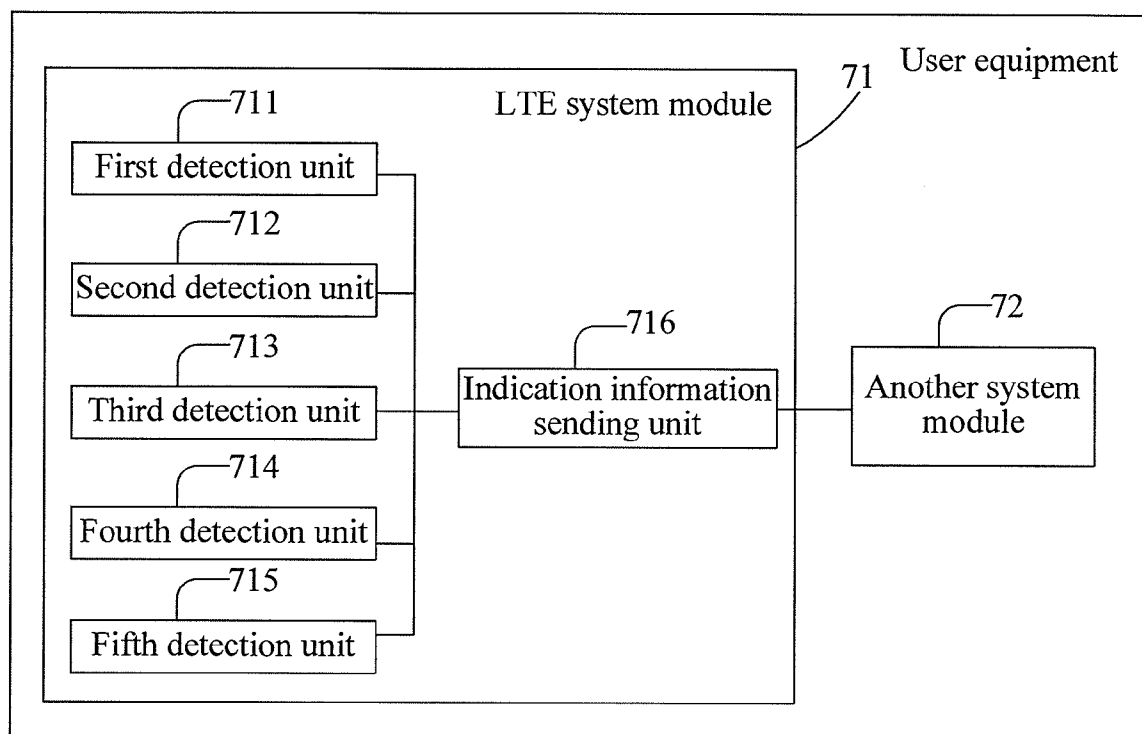 User equipment
71
LTE system module
711
First detection unit
712
Second detection unit
713
Third detection unit
714
Fourth detection unit
715
Fifth detection unit
716
Indication information
sending unit
72
Another system
module